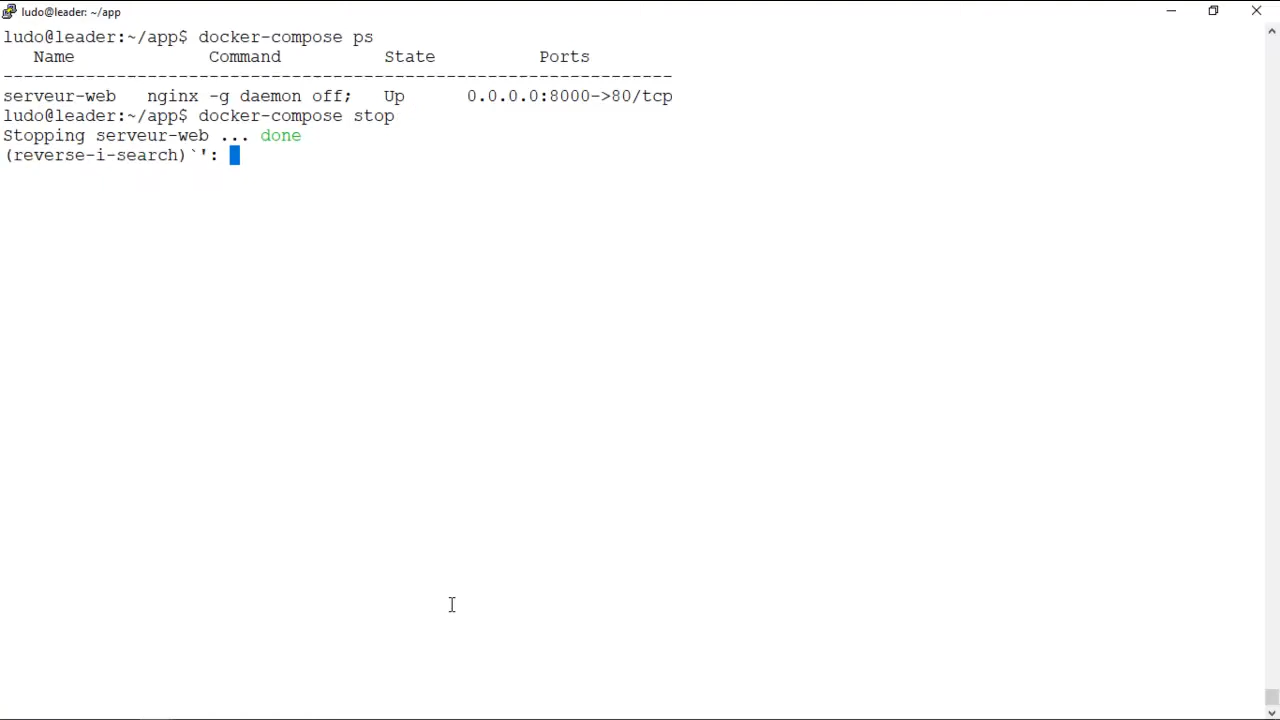 ludo@leader: ~/app
ludo@leader:~/app$ docker-compose ps
   Name             Command          State          Ports
-----------------------------------------------------------------
serveur-web   nginx -g daemon off;   Up      0.0.0.0:8000->80/tcp
ludo@leader:~/app$ docker-compose stop
Stopping serveur-web ... done
(reverse-i-search)`':